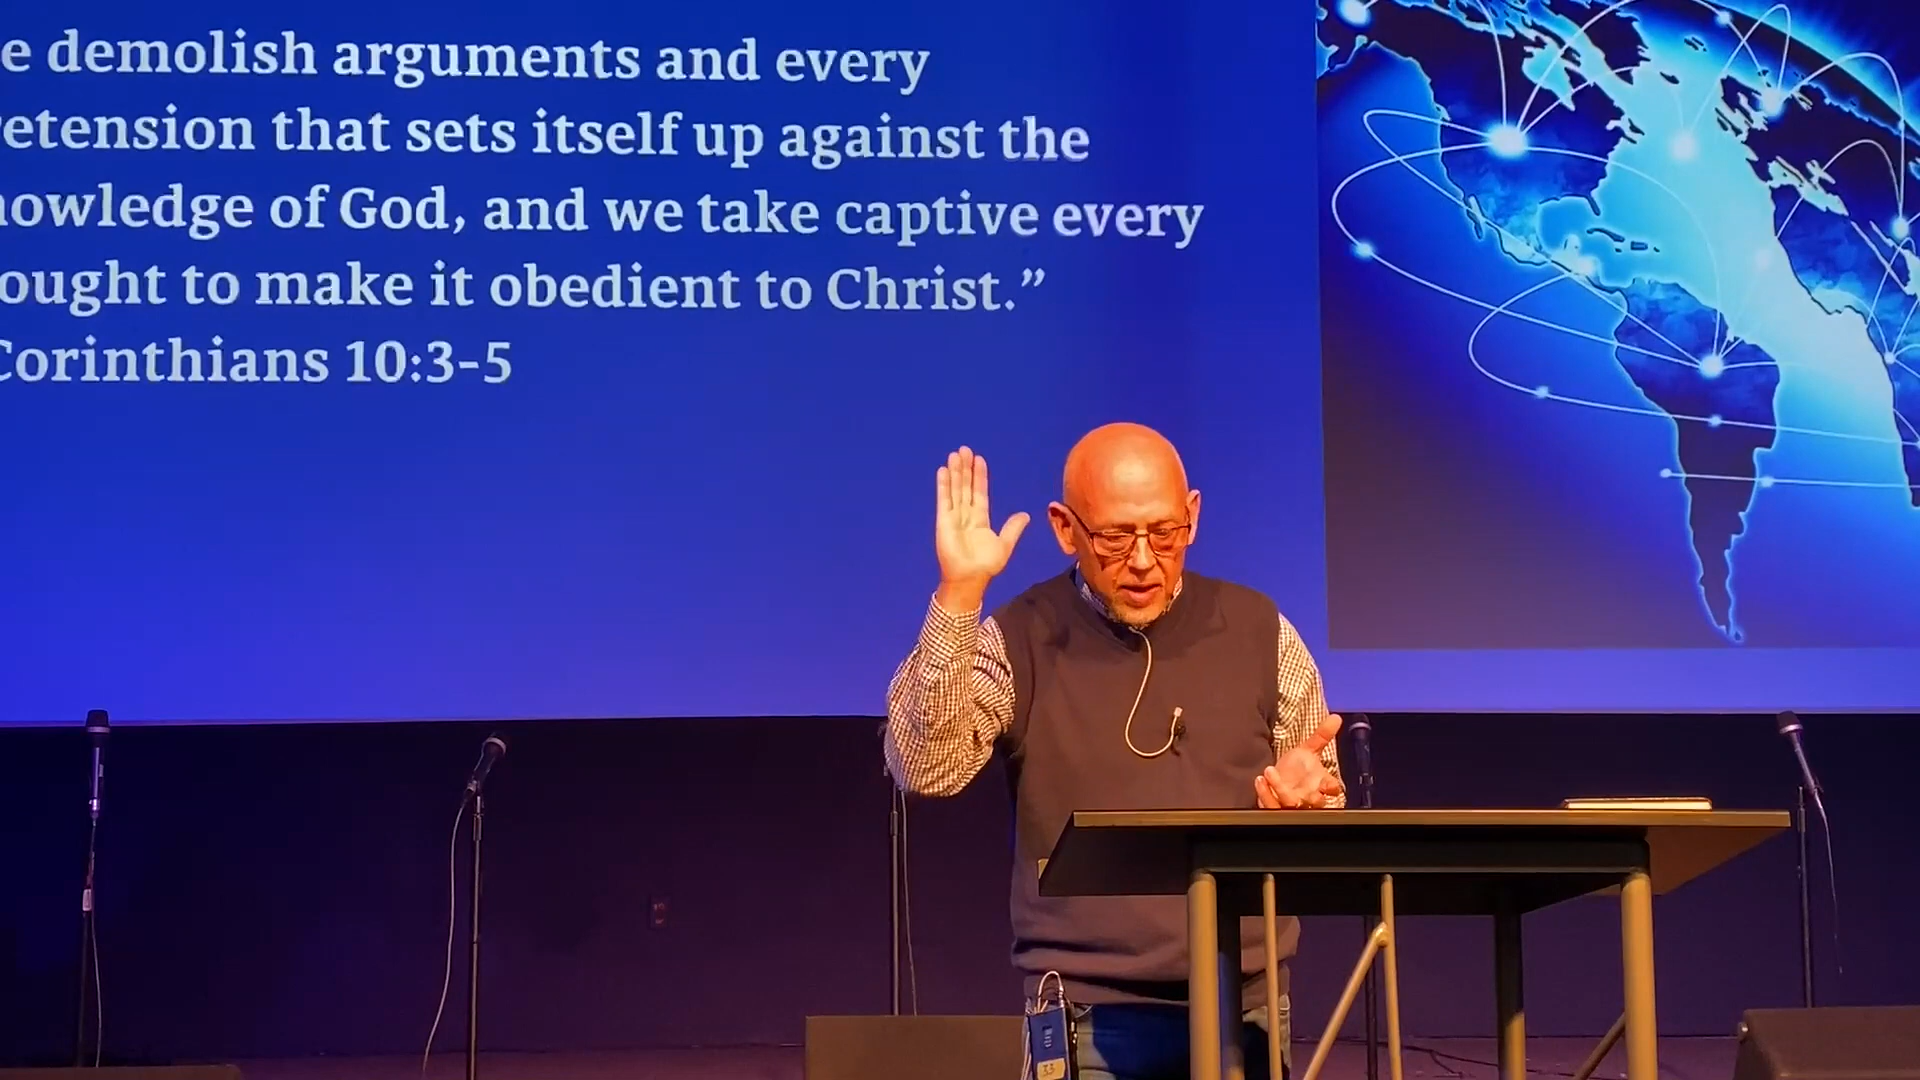 e demolish arguments and every
etension that sets itself up against the
owledge of God, and we take captive every
ought to make it obedient to Christ.”
Corinthians 10:3-5
33